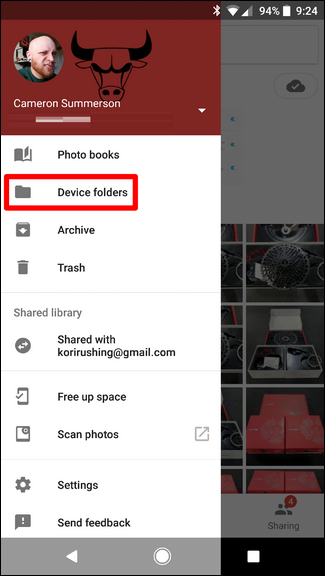 94% 9:24
Cameron Summerson
Photo books
Device folders
Archive
Trash
Shared library
Shared with
korirushing@gmail.com
Free up space
Scan photos
Settings
Send feedback
4
Sharing